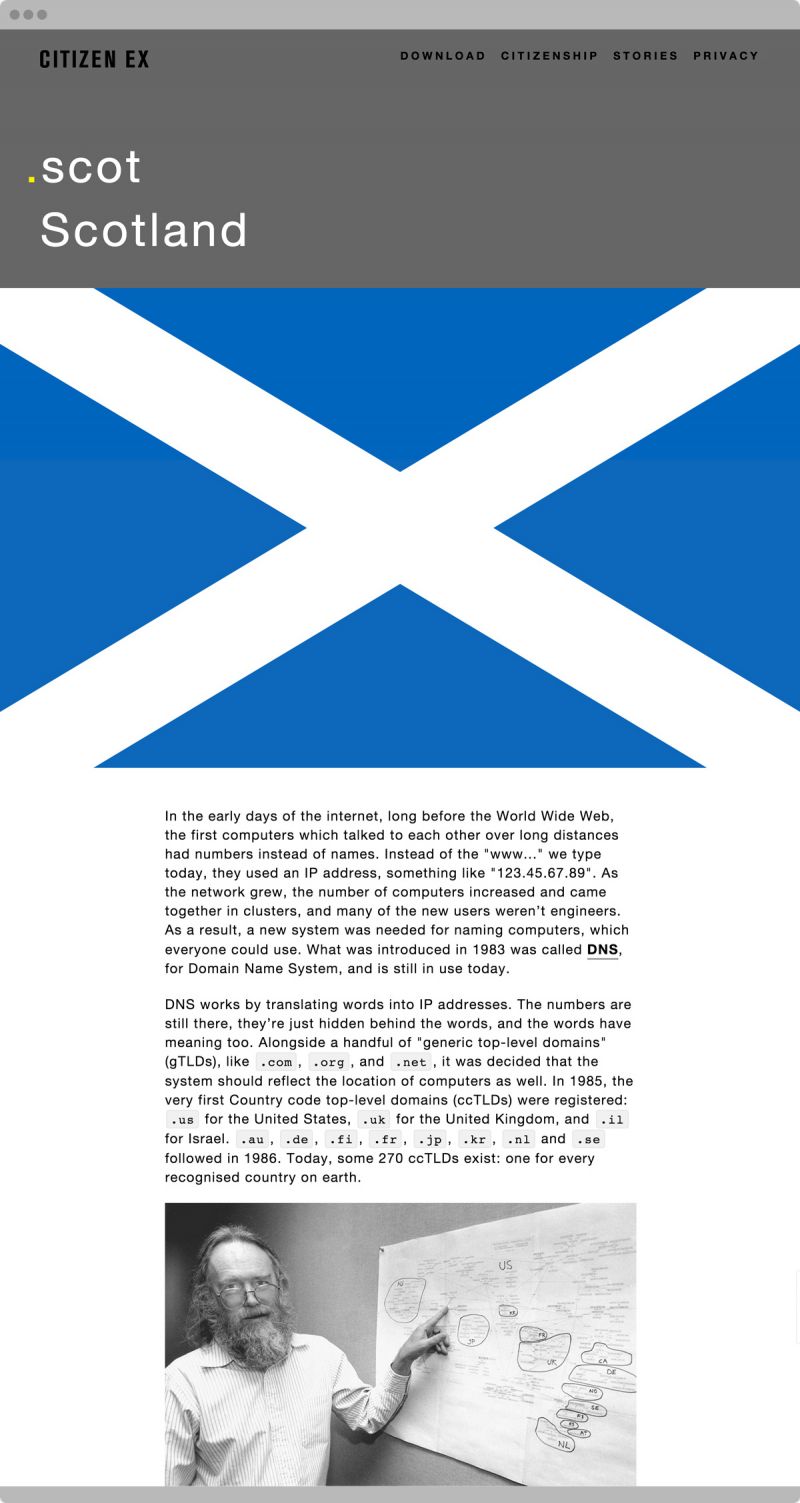 CITIZEN EX
DOWNLOAD CITIZENSHIP STORIES PRIVACY
.scot
Scotland
In the early days of the internet, long before the World Wide Web,
the first computers which talked to each other over long distances
had numbers instead of names. Instead of the "www..." we type
today, they used an IP address, something like "123.45.67.89". As
the network grew, the number of computers increased and came
together in clusters, and many of the new users weren’t engineers.
As a result, a new system was needed for naming computers, which
everyone could use. What was introduced in 1983 was called DNS,
for Domain Name System, and is still in use today.
DNS works by translating words into IP addresses. The numbers are
still there, they’re just hidden behind the words, and the words have
meaning too. Alongside a handful of "generic top-level domains"
(gTLDs), like .com, .org, and .net, it was decided that the
system should reflect the location of computers as well. In 1985, the
very first Country code top-level domains (ccTLDs) were registered:
.us for the United States, .uk for the United Kingdom, and .il
for Israel. .au, .de, .fi, .fr, .jp, .kr, .nl and .se
followed in 1986. Today, some 270 ccTLDs exist: one for every
recognised country on earth.
US
JP
FR
UK
CA
DE
NO
SE
AT
NL